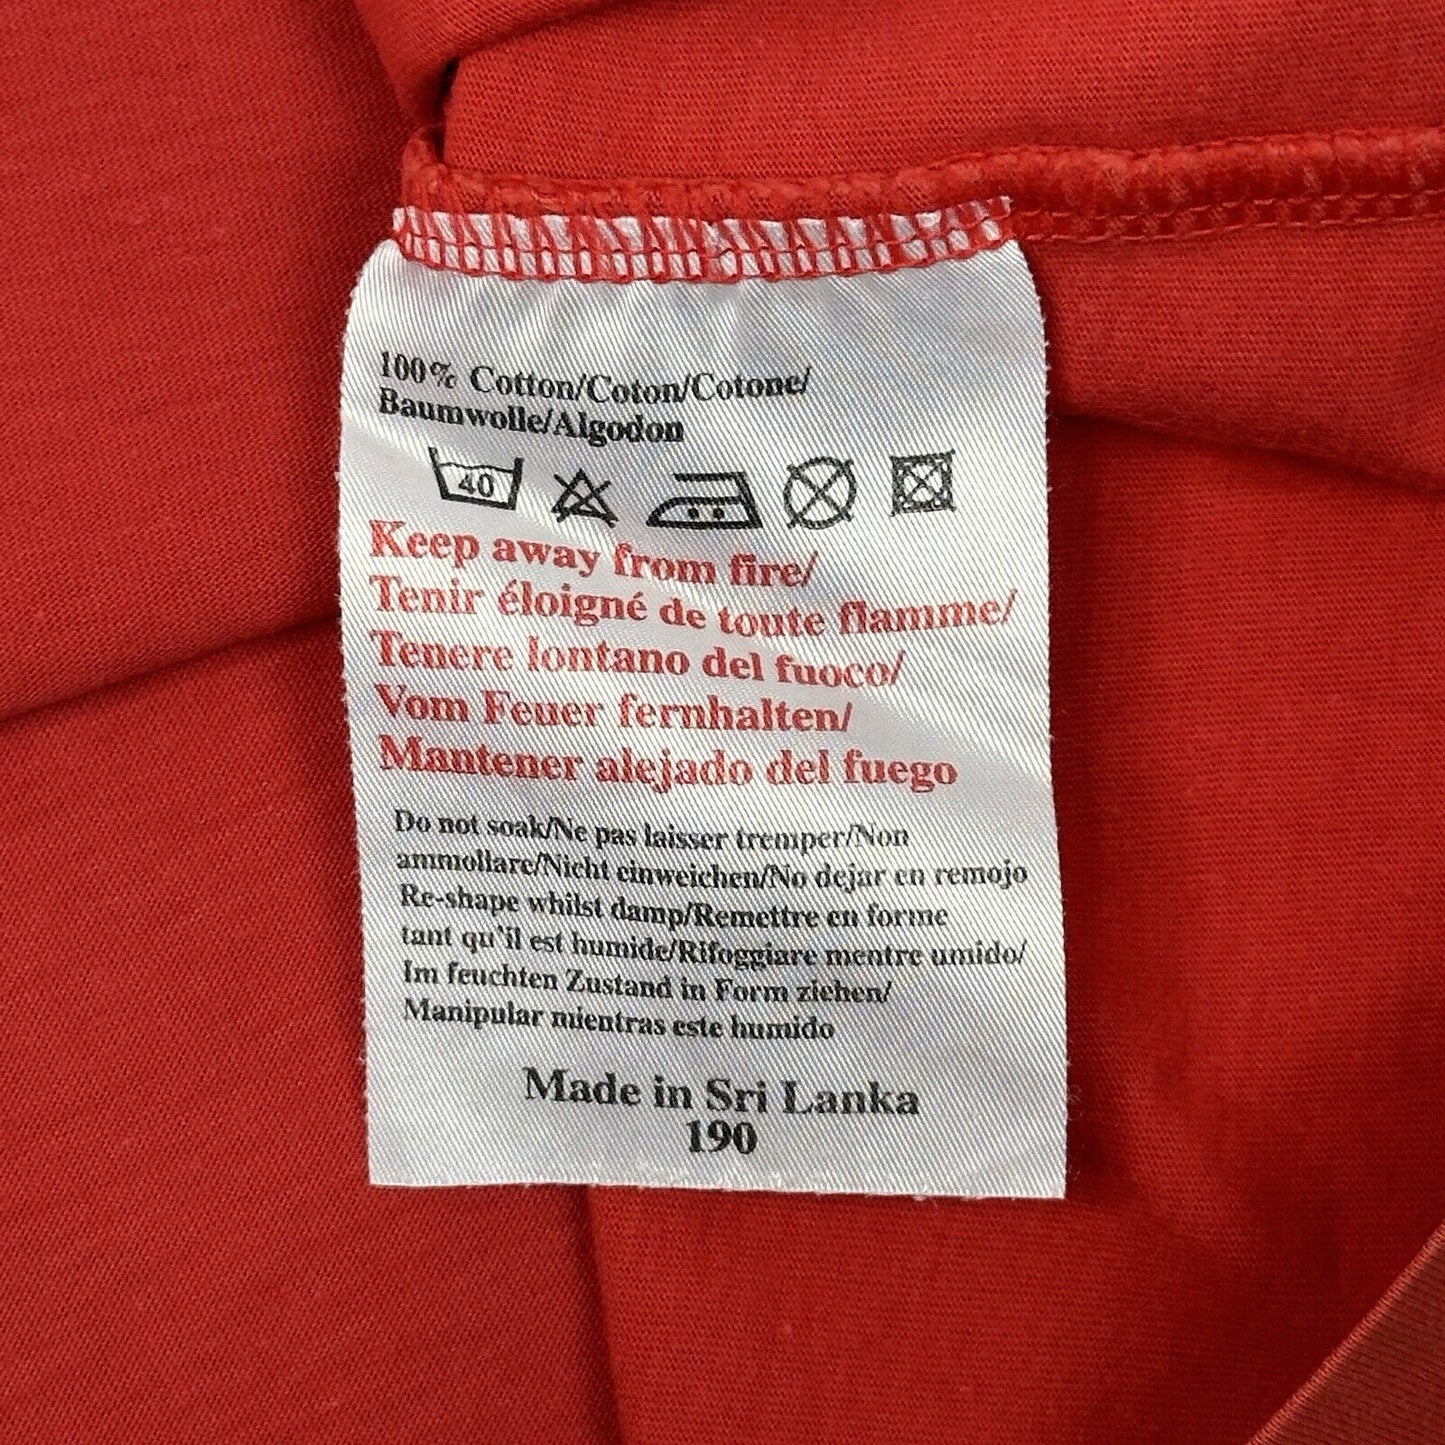 100% Cotton/Coton/Cotone/
Baumwolle/Algodon
40
Keep away from fire/
Tenir éloigné de toute flamme/
Tenere lontano del fuoco/
Vom Feuer fernhalten/
Mantener alejado del fuego
Do not soak/Ne pas laisser tremper/Non
ammollare/Nicht einweichen/No dejar en remojo
Re-shape whilst damp/Remettre en forme
tant qu'il est humide/Rifoggiare mentre umido/
Im feuchten Zustand in Form ziehen/
Manipular mientras este humido
Made in Sri Lanka
190